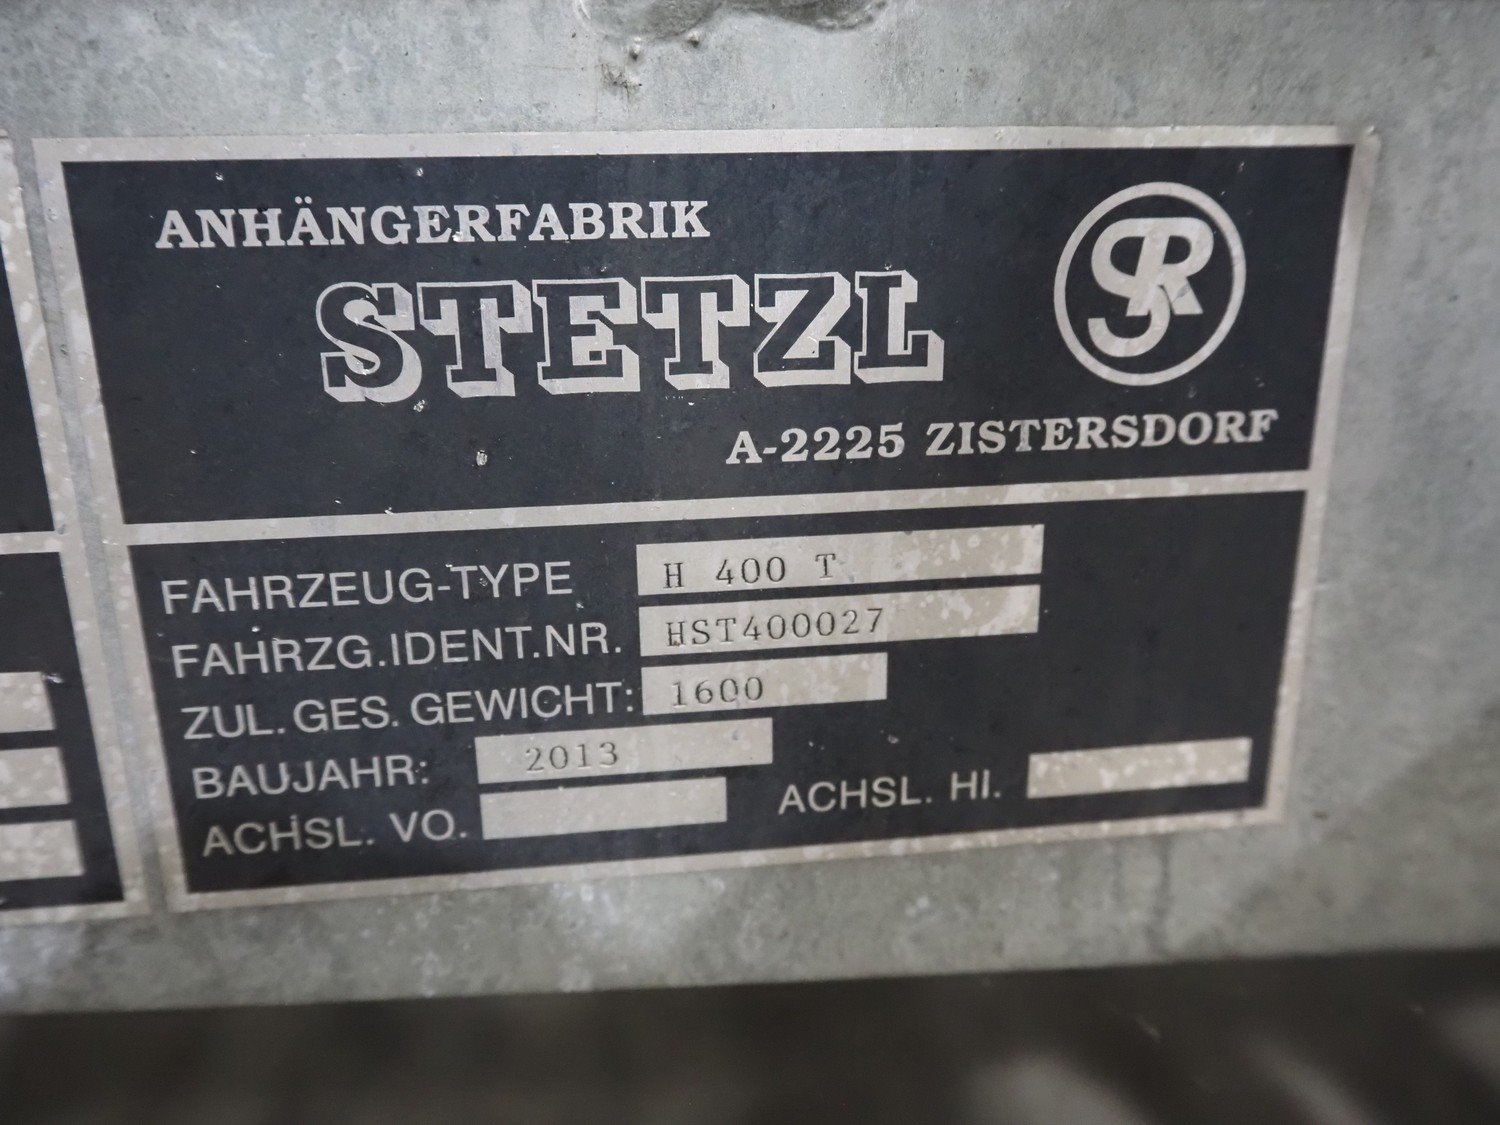 ANHÄNGERFABRIK
STETZL
SRJ
A-2225 ZISTERSDORF
FAHRZEUG-TYPE H 400 T
FAHRZG.IDENT.NR. HST400027
ZUL. GES. GEWICHT: 1600
BAUJAHR: 2013
ACHSL. VO. ACHSL. HI.